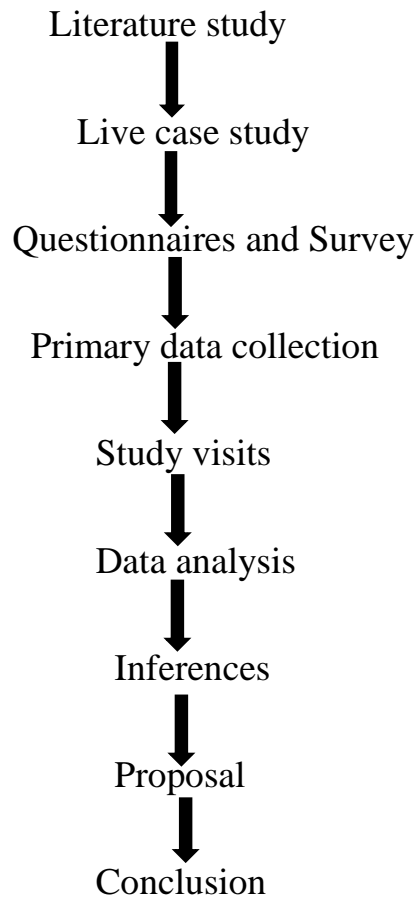 Literature study
Live case study
Questionnaires and Survey
Primary data collection
Study visits
Data analysis
Inferences
Proposal
Conclusion